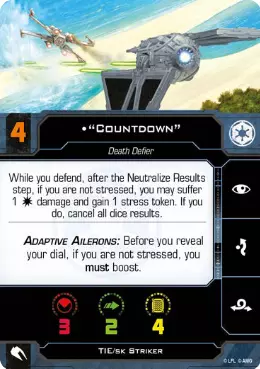 4
•“Countdown”
Death Defier
While you defend, after the Neutralize Results
step, if you are not stressed, you may suffer
1 damage and gain 1 stress token. If you
do, cancel all dice results.
Adaptive Ailerons: Before you reveal
your dial, if you are not stressed, you
must boost.
3 2 4
TIE/sk Striker
© LFL © AMG